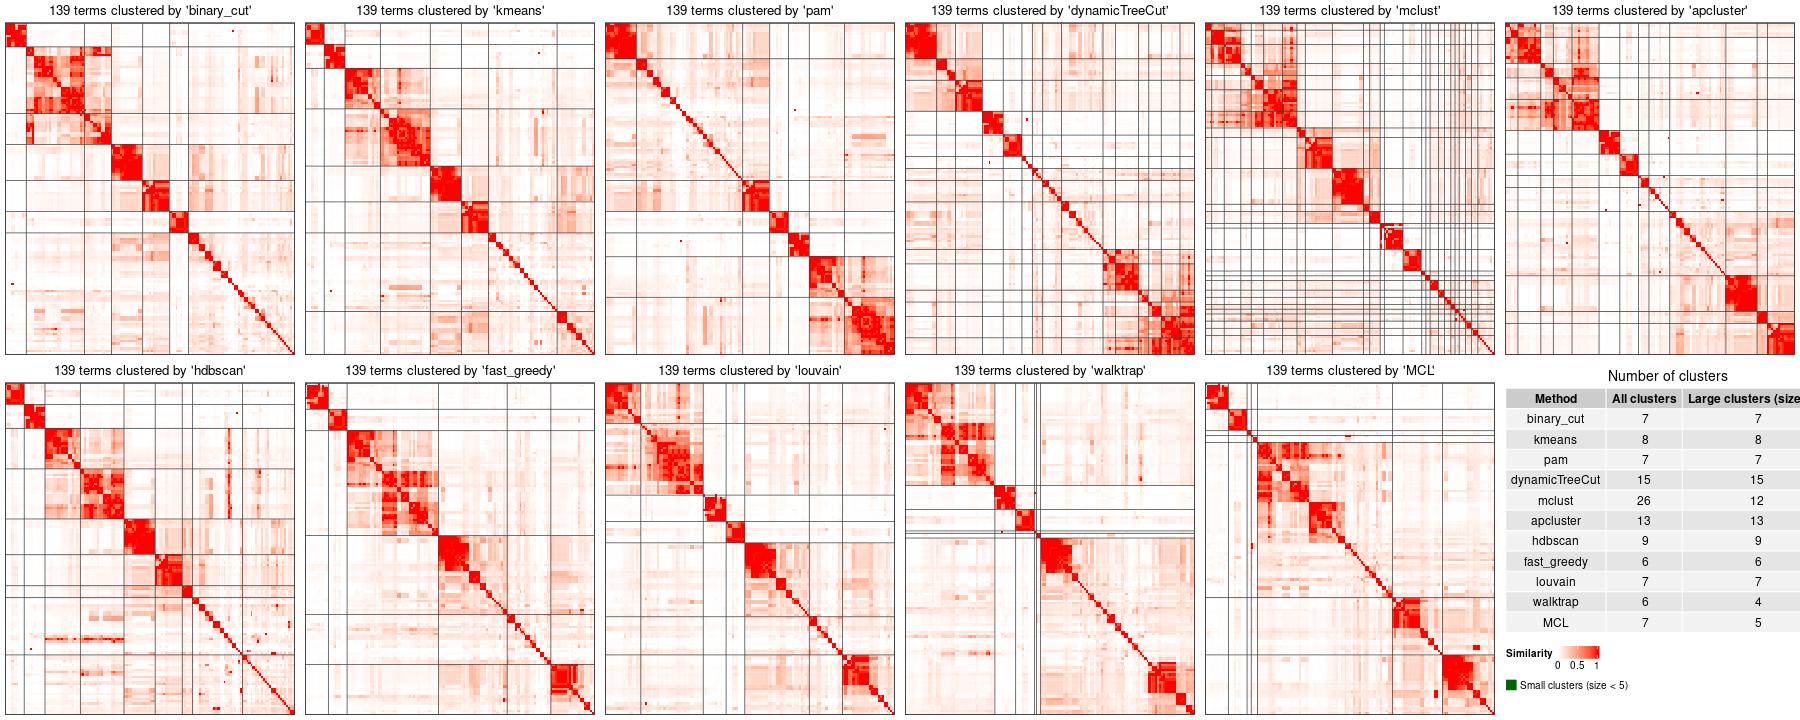 139 terms clustered by 'binary_cut'
139 terms clustered by 'kmeans'
139 terms clustered by 'pam'
139 terms clustered by 'dynamicTreeCut'
139 terms clustered by 'mclust'
139 terms clustered by 'apcluster'
139 terms clustered by 'hdbscan'
139 terms clustered by 'fast_greedy'
139 terms clustered by 'louvain'
139 terms clustered by 'walktrap'
139 terms clustered by 'MCL'
Number of clusters
Method All clusters Large clusters (size
binary_cut 7 7
kmeans 8 8
pam 7 7
dynamicTreeCut 15 15
mclust 26 12
apcluster 13 13
hdbscan 9 9
fast_greedy 6 6
louvain 7 7
walktrap 6 4
MCL 7 5
Similarity
0 0.5 1
Small clusters (size < 5)